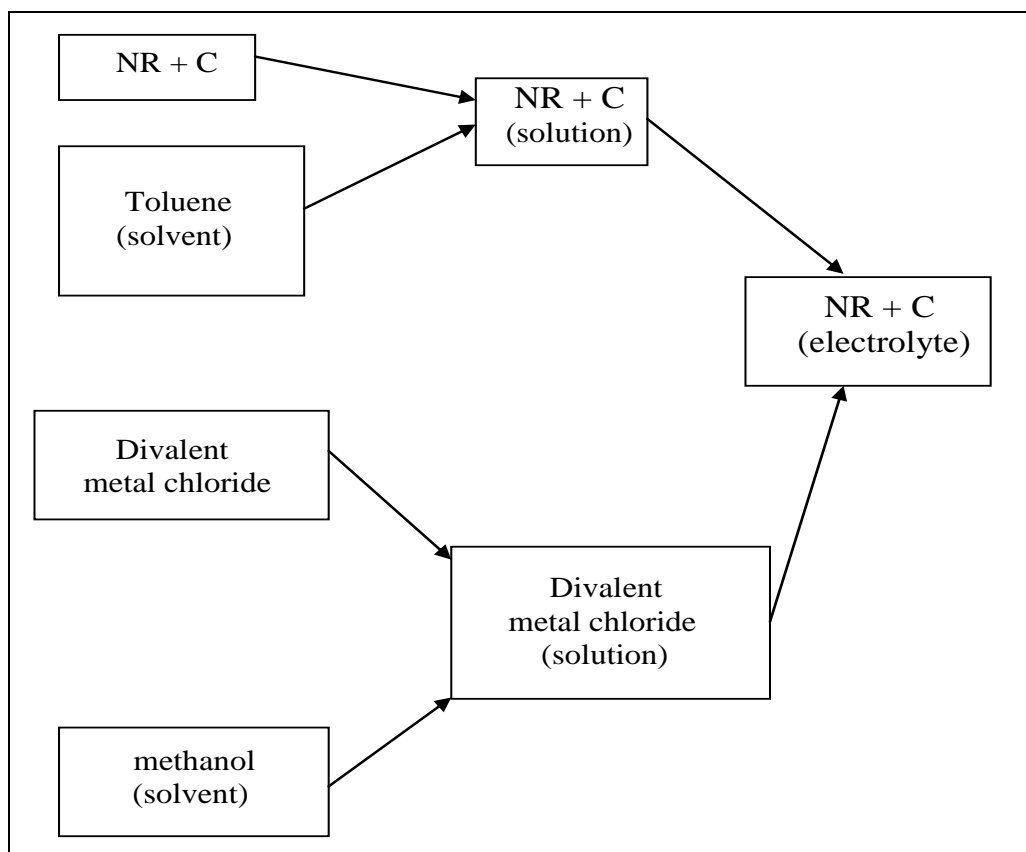 NR + C
NR + C
(solution)
Toluene
(solvent)
NR + C
(electrolyte)
Divalent
metal chloride
Divalent
metal chloride
(solution)
methanol
(solvent)